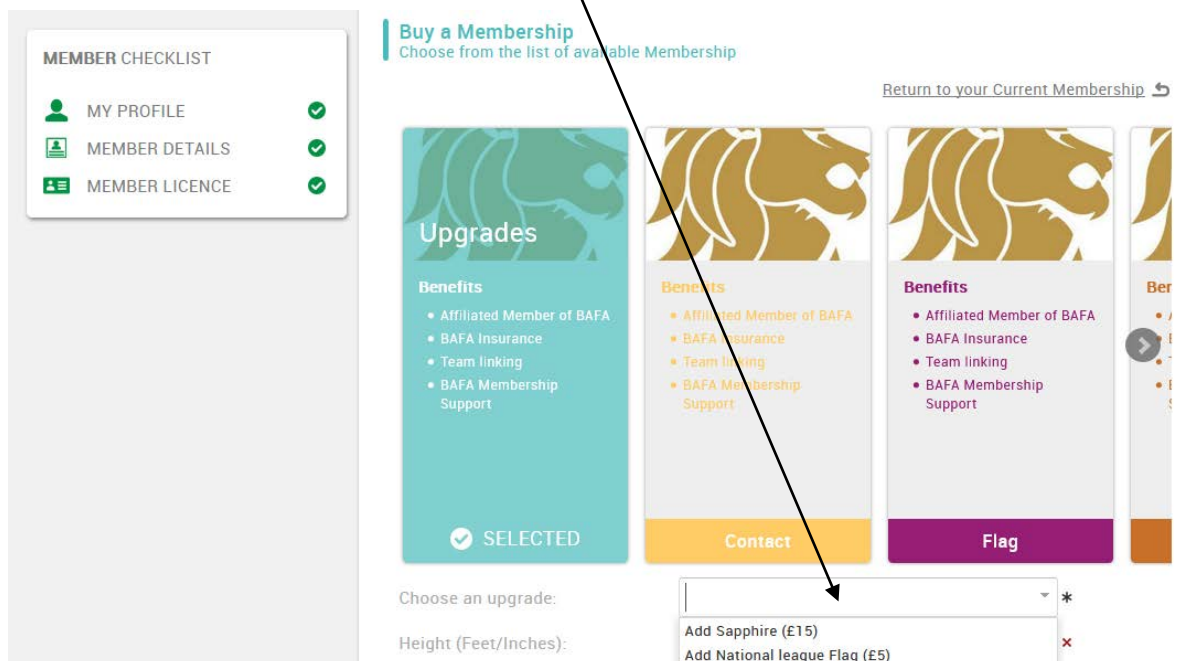 MEMBER CHECKLIST
MY PROFILE
MEMBER DETAILS
MEMBER LICENCE
Buy a Membership
Choose from the list of available Membership
Return to your Current Membership
Upgrades
Benefits
• Affiliated Member of BAFA
• BAFA Insurance
• Team linking
• BAFA Membership
Support
SELECTED
Benefits
• Affiliated Member of BAFA
• BAFA Insurance
• Team linking
• BAFA Membership
Support
Contact
Benefits
• Affiliated Member of BAFA
• BAFA Insurance
• Team linking
• BAFA Membership
Support
Flag
Ber
Choose an upgrade:
Add Sapphire (£15)
Add National league Flag (£5)
Height (Feet/Inches):